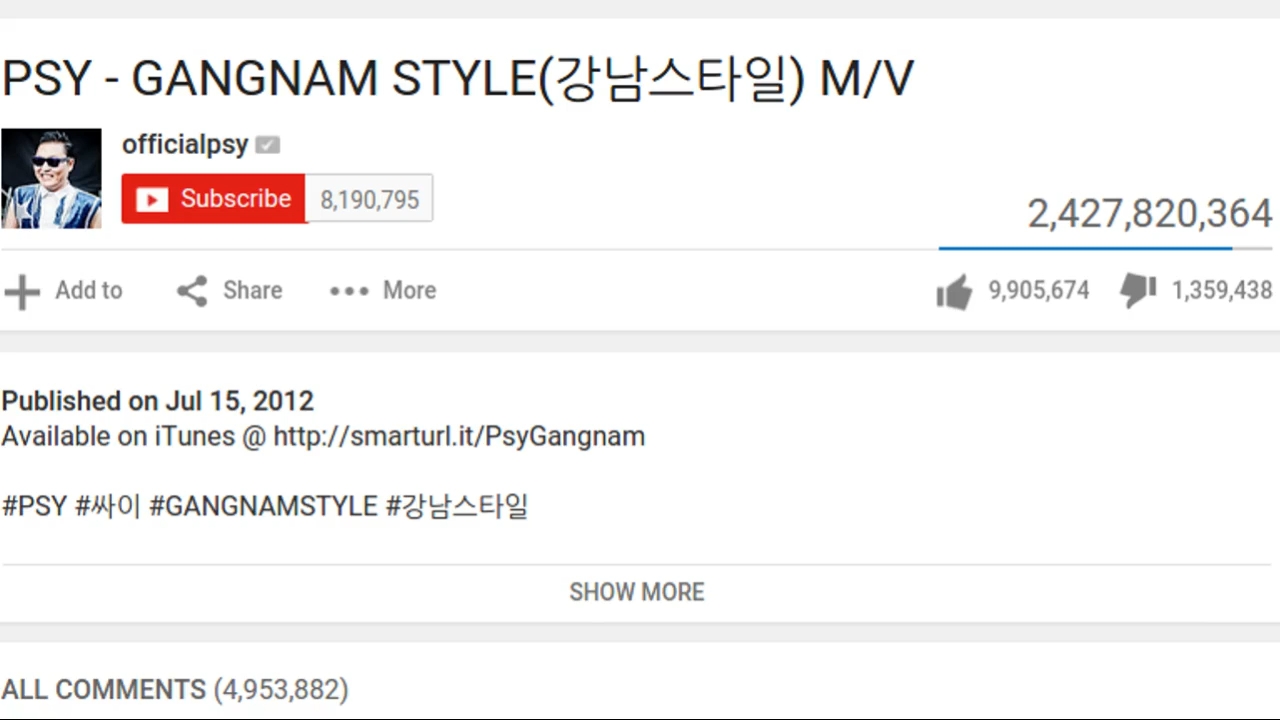 PSY - GANGNAM STYLE(강남스타일) M/V
officialpsy
Subscribe 8,190,795
2,427,820,364
Add to Share More 9,905,674 1,359,438
Published on Jul 15, 2012
Available on iTunes @ http://smarturl.it/PsyGangnam
#PSY #싸이 #GANGNAMSTYLE #강남스타일
SHOW MORE
ALL COMMENTS (4,953,882)